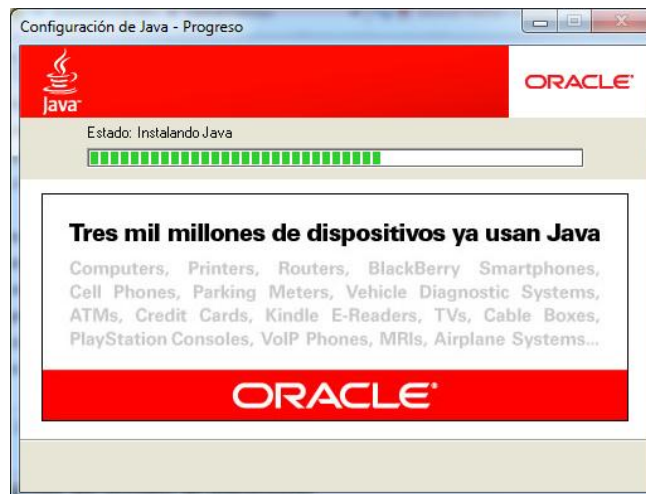 Configuración de Java - Progreso
Java
ORACLE
Estado: Instalando Java
Tres mil millones de dispositivos ya usan Java
Computers, Printers, Routers, BlackBerry Smartphones,
Cell Phones, Parking Meters, Vehicle Diagnostic Systems,
ATMs, Credit Cards, Kindle E-Readers, TVs, Cable Boxes,
PlayStation Consoles, VoIP Phones, MRIs, Airplane Systems...
ORACLE